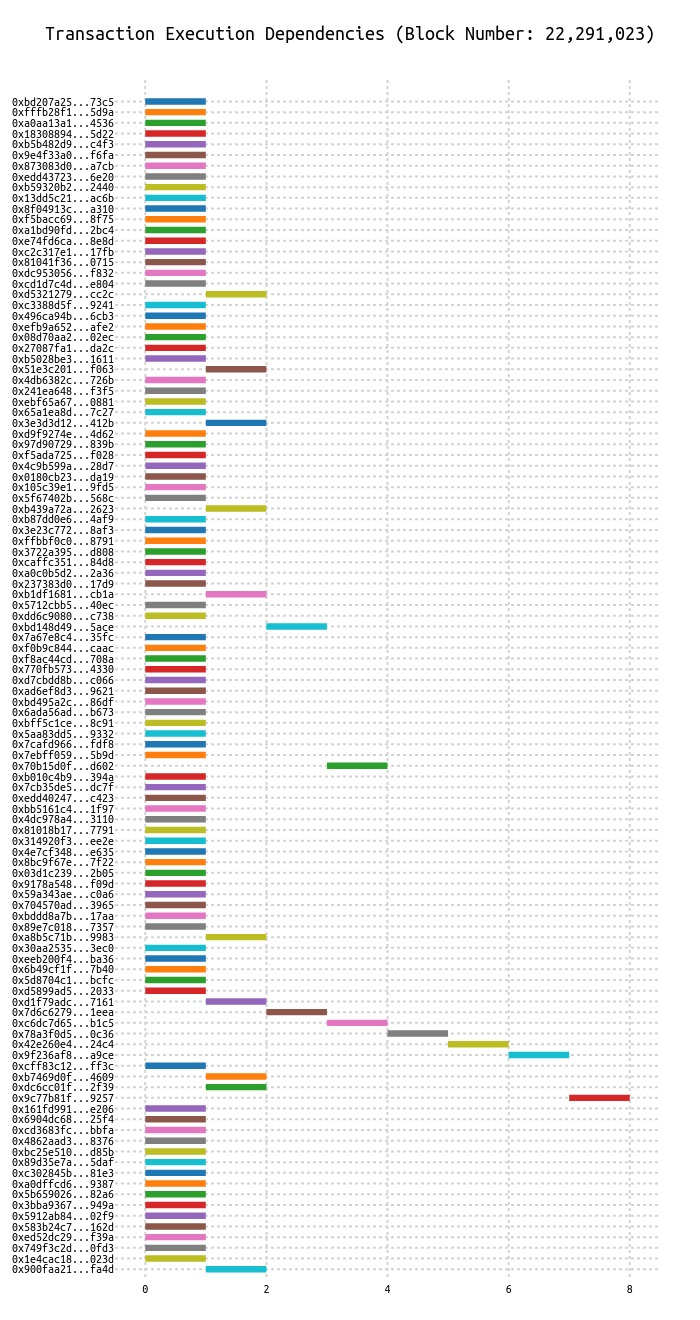 Transaction Execution Dependencies (Block Number: 22,291,023)
0xbd207a25...73c5
0xfffb28f1...5d9a
0xa0aa13a1...4536
0x18308894...5d22
0xb5b482d9...c4f3
0x9e4f33a0...f6fa
0x873083d0...a7cb
0xedd43723...6e20
0xb59320b2...2440
0x13dd5c21...ac6b
0x8f04913c...a310
0xf5bacc69...8f75
0xa1bd90fd...2bc4
0xe74fd6ca...8e8d
0xc2c317e1...17fb
0x81041f36...0715
0xdc953056...f832
0xcd1d7c4d...e804
0xd5321279...cc2c
0xc3388d5f...9241
0x496ca94b...6cb3
0xefb9a652...afe2
0x08d70aa2...02ec
0x27087fa1...da2c
0xb5028be3...1611
0x51e3c201...f063
0x4db6382c...726b
0x241ea648...f3f5
0xebf65a67...0881
0x65a1ea8d...7c27
0x3e3d3d12...412b
0xd9f9274e...4d62
0x97d90729...839b
0xf5ada725...f028
0x4c9b599a...28d7
0x0180cb23...da19
0x105c39e1...9fd5
0x5f67402b...568c
0xb439a72a...2623
0xb87dd0e6...4af9
0x3e23c772...8af3
0xffbbf0c0...8791
0x3722a395...d808
0xcaffc351...84d8
0xa0c0b5d2...2a36
0x237383d0...17d9
0xb1df1681...cb1a
0x5712cbb5...40ec
0xdd6c9080...c738
0xbd148d49...5ace
0x7a67e8c4...35fc
0xf0b9c844...caac
0xf8ac44cd...708a
0x770fb573...4330
0xd7cbdd8b...c066
0xad6ef8d3...9621
0xbd495a2c...86df
0x6ada56ad...b673
0xbff5c1ce...8c91
0x5aa83dd5...9332
0x7cafd966...fdf8
0x7ebff059...5b9d
0x70b15d0f...d602
0xb010c4b9...394a
0x7cb35de5...dc7f
0xedd40247...c423
0xbb5161c4...1f97
0x4dc978a4...3110
0x81018b17...7791
0x314920f3...ee2e
0x4e7cf348...e635
0x8bc9f67e...7f22
0x03d1c239...2b05
0x9178a548...f09d
0x59a343ae...c0a6
0x704570ad...3965
0xbddd8a7b...17aa
0x89e7c018...7357
0xa8b5c71b...9983
0x30aa2535...3ec0
0xeeb200f4...ba36
0x6b49cf1f...7b40
0x5d8704c1...bcfc
0xd5899ad5...2033
0xd1f79adc...7161
0x7d6c6279...1eea
0xc6dc7d65...b1c5
0x78a3f0d5...0c36
0x42e260e4...24c4
0x9f236af8...a9ce
0xcff83c12...ff3c
0xb7469d0f...4609
0xdc6cc01f...2f39
0x9c77b81f...9257
0x161fd991...e206
0x6904dc68...25f4
0xcd3683fc...bbfa
0x4862aad3...8376
0xbc25e510...d85b
0x89d35e7a...5daf
0xc302845b...81e3
0xa0dffcd6...9387
0x5b659026...82a6
0x3bba9367...949a
0x5912ab84...02f9
0x583b24c7...162d
0xed52dc29...f39a
0x749f3c2d...0fd3
0x1e4cac18...023d
0x900faa21...fa4d
0 2 4 6 8